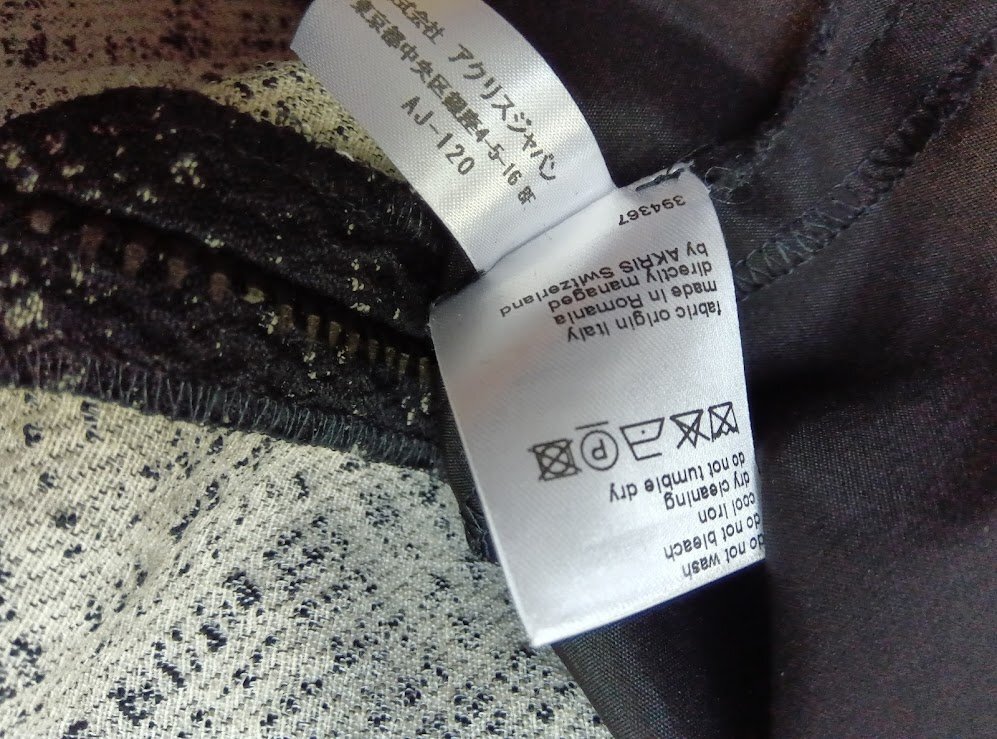 式会社 アクリスジャパン
東京都中央区銀座4-5-16 8F
AJ-120
do not wash
do not bleach
cool iron
dry cleaning
do not tumble dry
P
fabric origin Italy
made in Romania
directly managed
by AKRIS Switzerland
394367